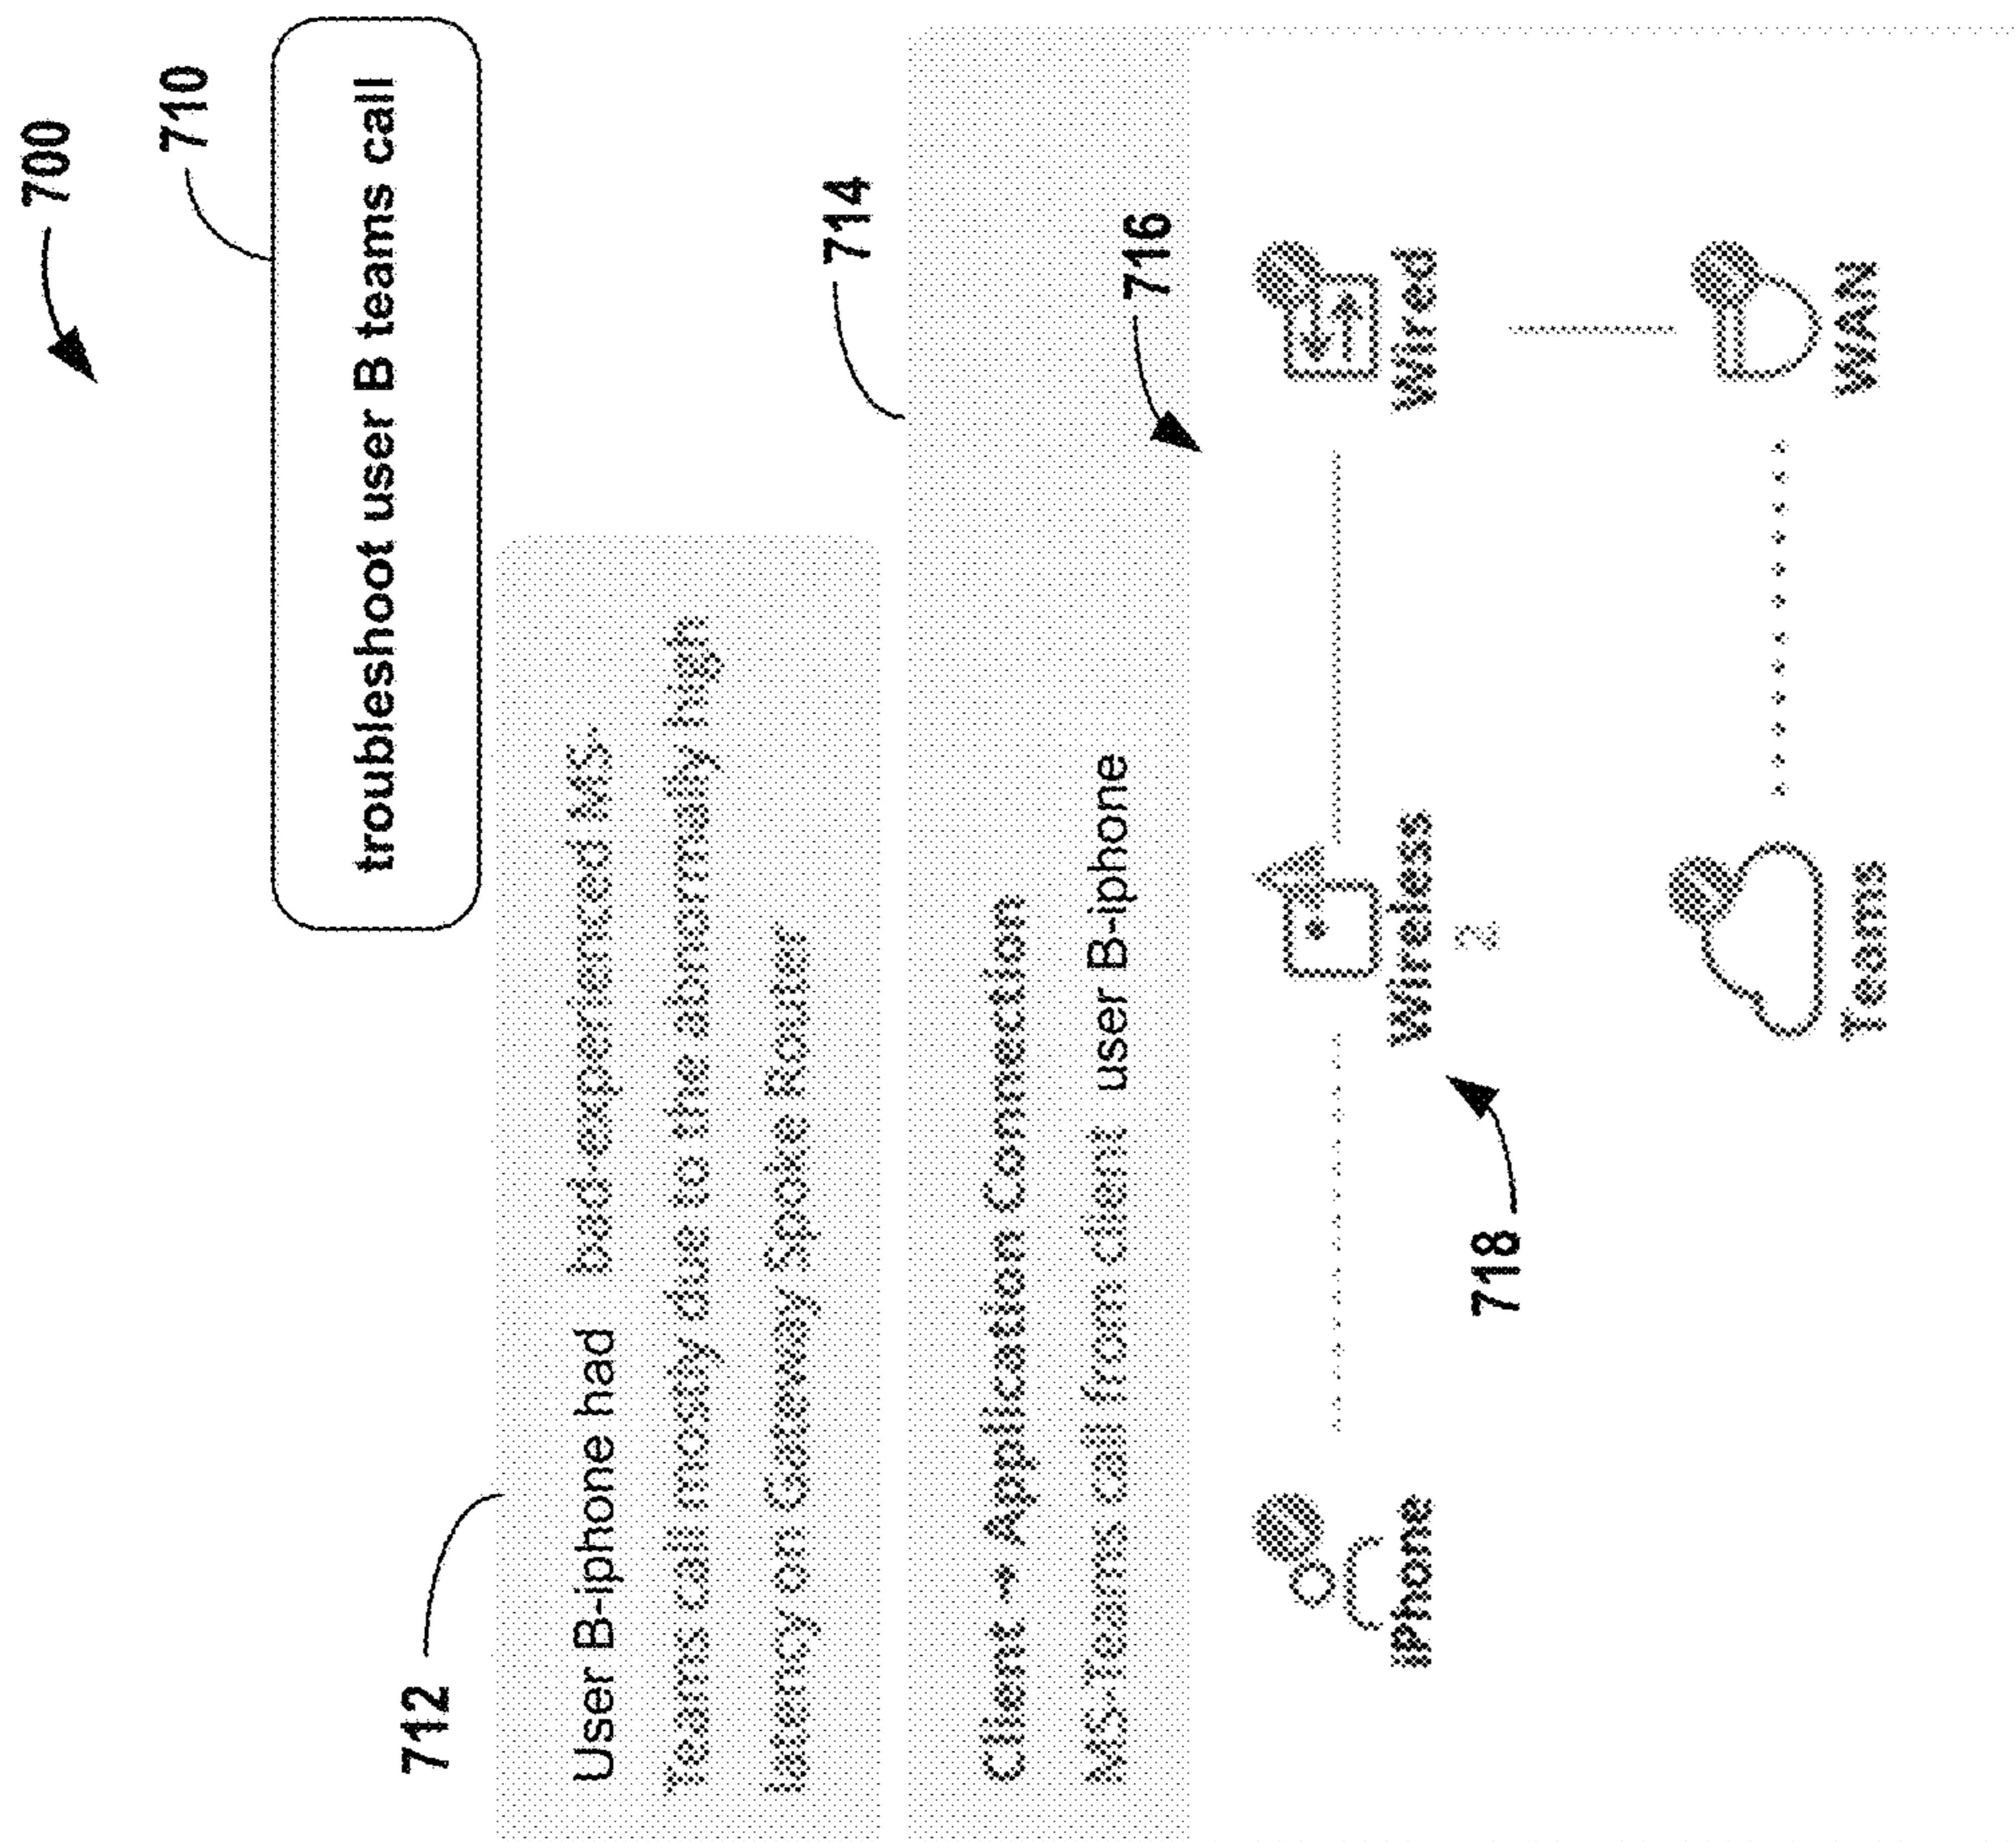 700
710
troubleshoot user B teams call
712
User B-iphone had bad-experienced MS-
Teams call mostly due to the abnormally high
latency on Gateway Spoke Router
714
Client → Application Connection
MS-Teams call from client user B-iphone
716
iPhone
Wireless
Wired
2
718
Teams
WAN